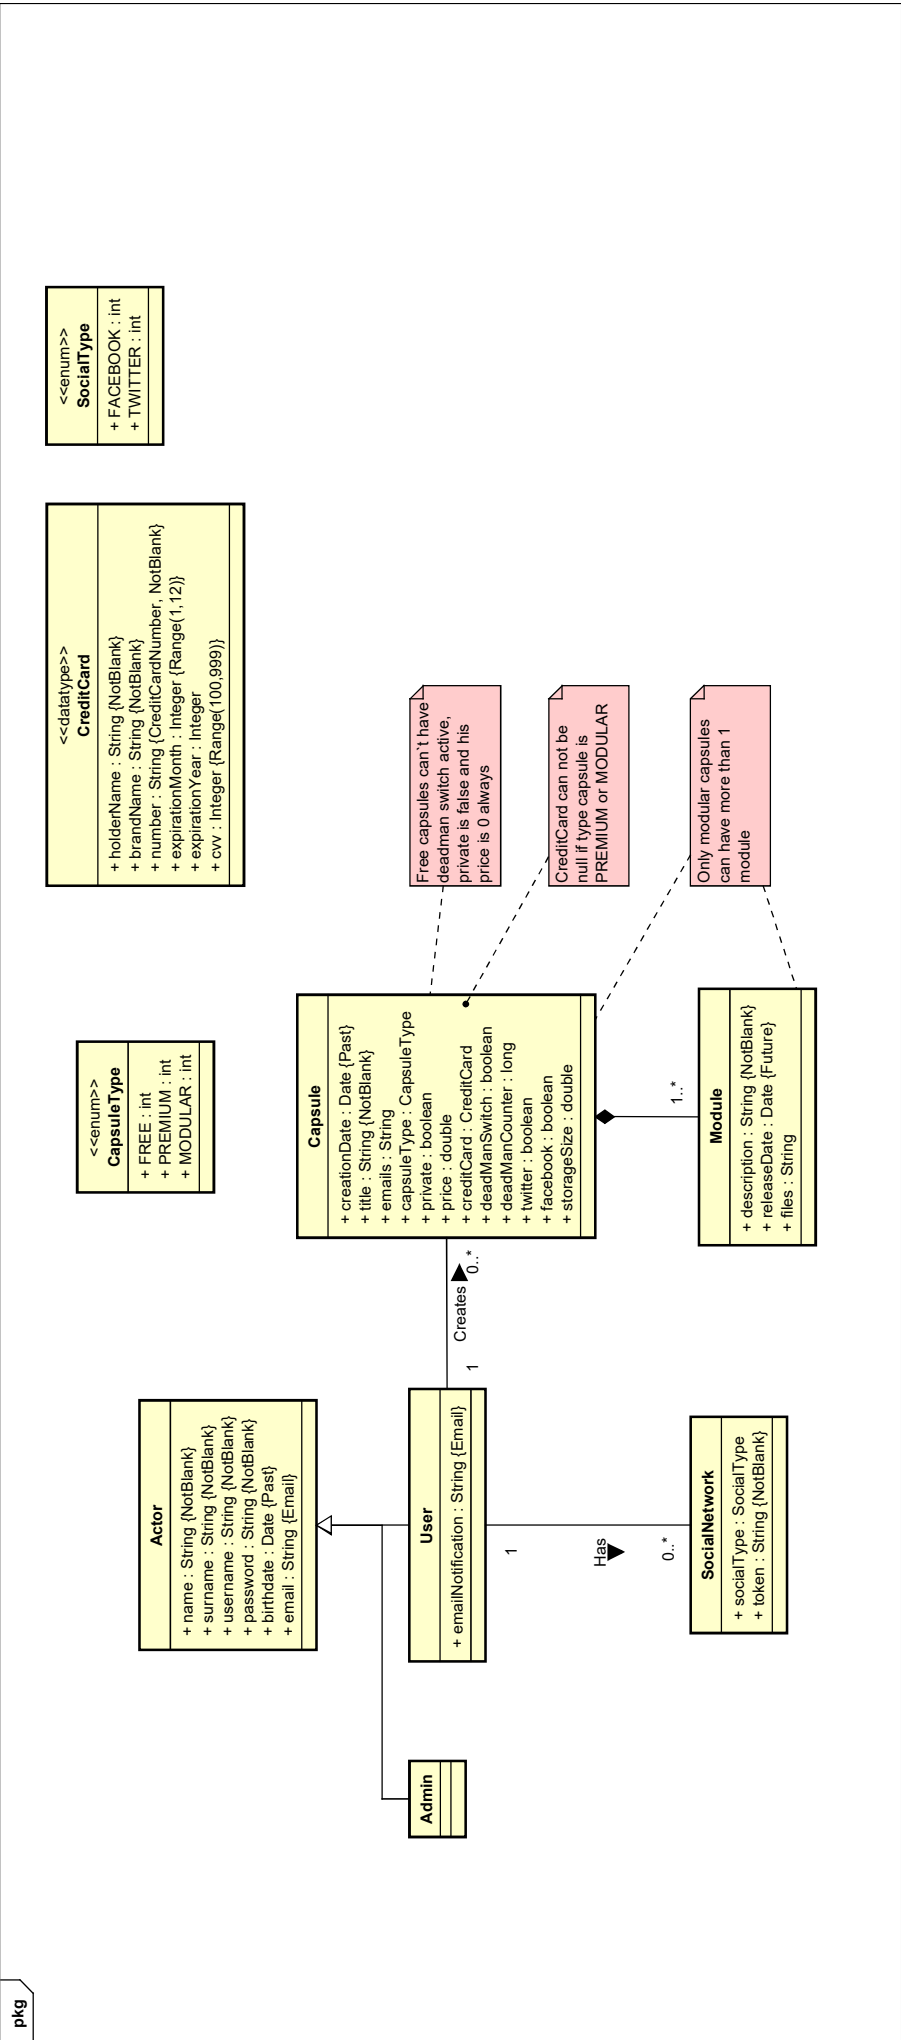 pkg
Admin
Actor
+ name : String {NotBlank}
+ surname : String {NotBlank}
+ username : String {NotBlank}
+ password : String {NotBlank}
+ birthdate : Date {Past}
+ email : String {Email}
User
+ emailNotification : String {Email}
1
Creates
0..*
1
Has
0..*
SocialNetwork
+ socialType : SocialType
+ token : String {NotBlank}
<<enum>>
CapsuleType
+ FREE : int
+ PREMIUM : int
+ MODULAR : int
Capsule
+ creationDate : Date {Past}
+ title : String {NotBlank}
+ emails : String
+ capsuleType : CapsuleType
+ private : boolean
+ price : double
+ creditCard : CreditCard
+ deadManSwitch : boolean
+ deadManCounter : long
+ twitter : boolean
+ facebook : boolean
+ storageSize : double
1..*
Module
+ description : String {NotBlank}
+ releaseDate : Date {Future}
+ files : String
<<datatype>>
CreditCard
+ holderName : String {NotBlank}
+ brandName : String {NotBlank}
+ number : String {CreditCardNumber, NotBlank}
+ expirationMonth : Integer {Range(1,12)}
+ expirationYear : Integer
+ cvv : Integer {Range(100,999)}
Free capsules can`t have
deadman switch active,
private is false and his
price is 0 always
CreditCard can not be
null if type capsule is
PREMIUM or MODULAR
Only modular capsules
can have more than 1
module
<<enum>>
SocialType
+ FACEBOOK : int
+ TWITTER : int